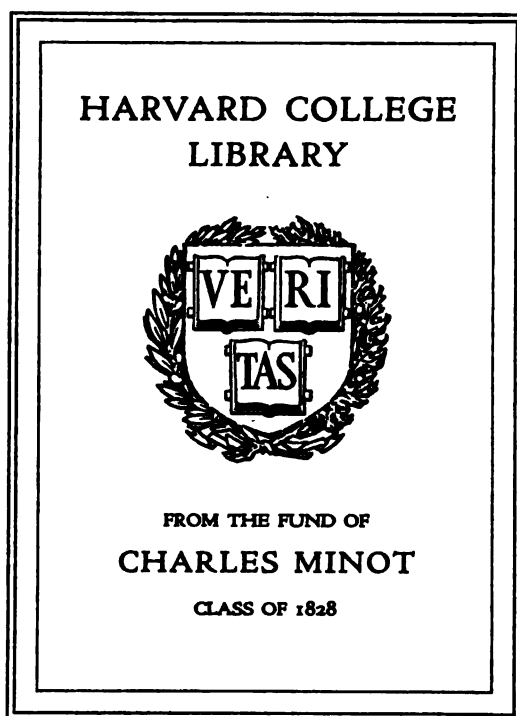 HARVARD COLLEGE
LIBRARY
VE RI
TAS
FROM THE FUND OF
CHARLES MINOT
CLASS OF 1828